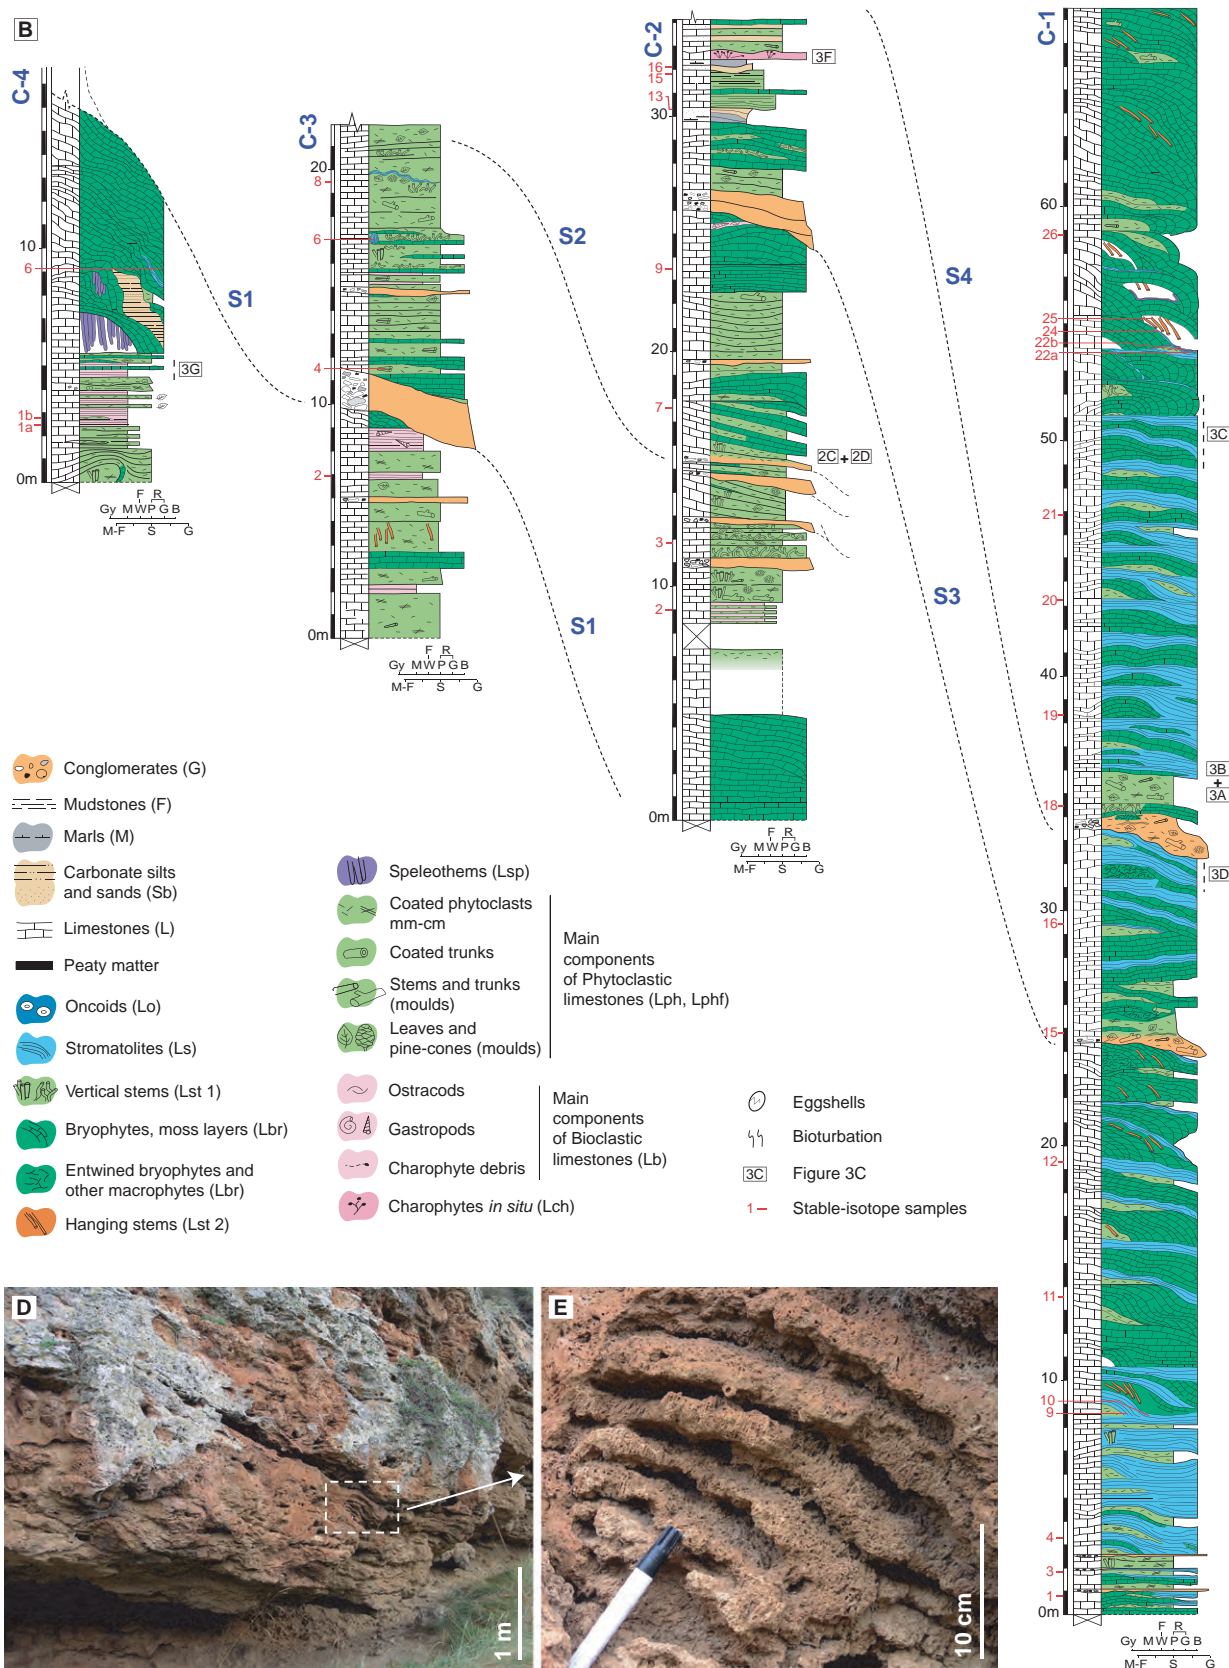 B
C-4
10
6
3G
1b
1a
0m
F R
Gy M W P G B
M-F S G
S1
C-3
20
8
6
4
10
2
0m
F R
Gy M W P G B
M-F S G
S2
S1
C-2
3F
16
15
13
30
9
20
7
2C + 2D
3
10
2
0m
F R
Gy M W P G B
M-F S G
S4
S3
C-1
60
26
25
24
22b
22a
3C
50
21
20
40
19
3B
+
3A
18
3D
30
16
15
20
12
11
10
10
9
4
3
1
0m
F R
Gy M W P G B
M-F S G
Conglomerates (G)
Mudstones (F)
Marls (M)
Carbonate silts
and sands (Sb)
Limestones (L)
Peaty matter
Oncoids (Lo)
Stromatolites (Ls)
Vertical stems (Lst 1)
Bryophytes, moss layers (Lbr)
Entwined bryophytes and
other macrophytes (Lbr)
Hanging stems (Lst 2)
Speleothems (Lsp)
Coated phytoclasts
mm-cm
Coated trunks
Stems and trunks
(moulds)
Leaves and
pine-cones (moulds)
Main
components
of Phytoclastic
limestones (Lph, Lphf)
Ostracods
Gastropods
Charophyte debris
Main
components
of Bioclastic
limestones (Lb)
Charophytes in situ (Lch)
Eggshells
Bioturbation
3C Figure 3C
1 Stable-isotope samples
D
1 m
E
10 cm